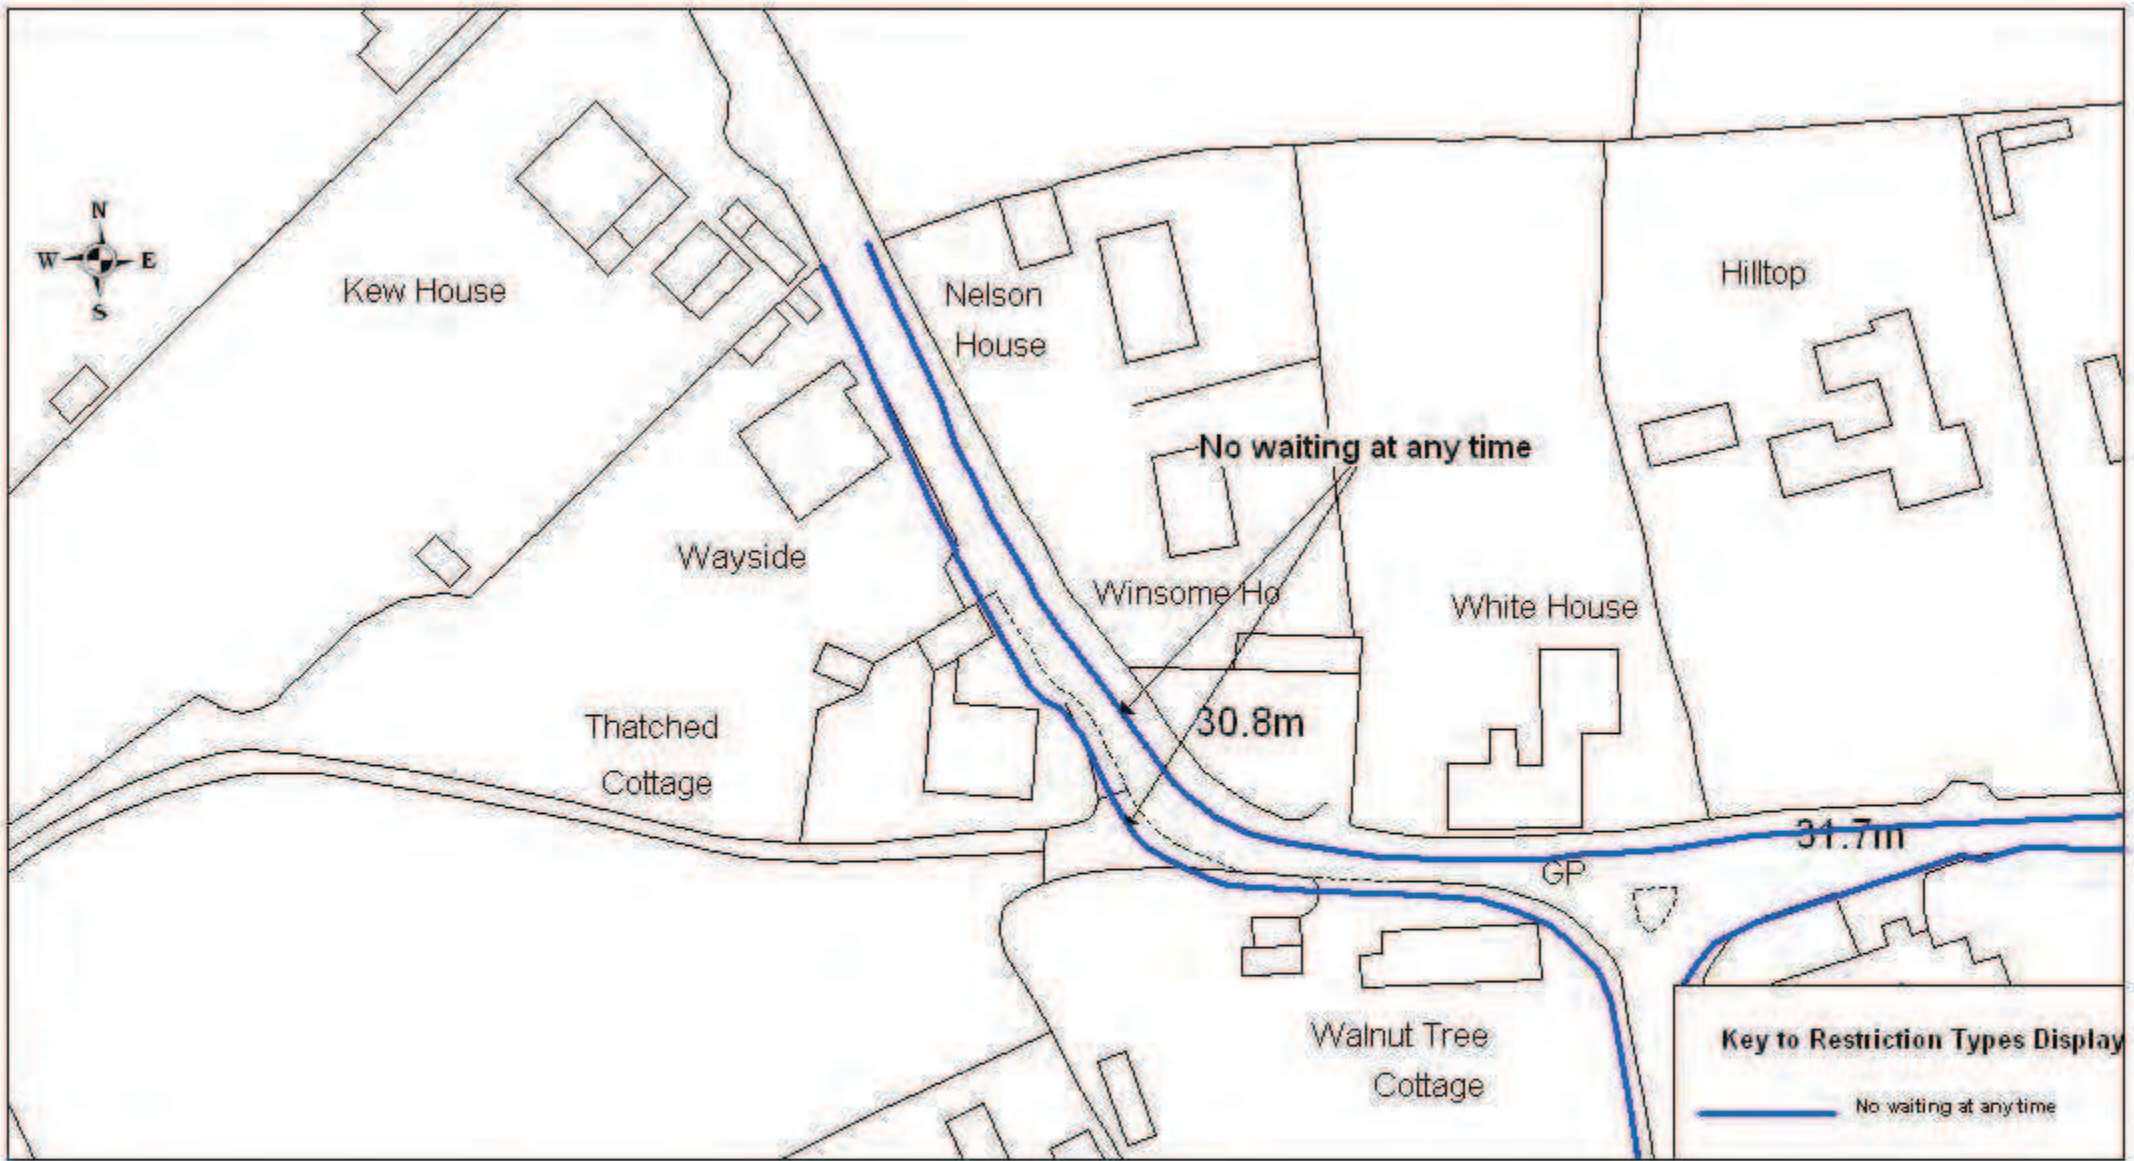 N
W E
S
Kew House
Nelson
House
Hilltop
No waiting at any time
Wayside
Winsome Ho
White House
30.8m
Thatched
Cottage
31.7m
GP
Walnut Tree
Cottage
Key to Restriction Types Display
No waiting at any time